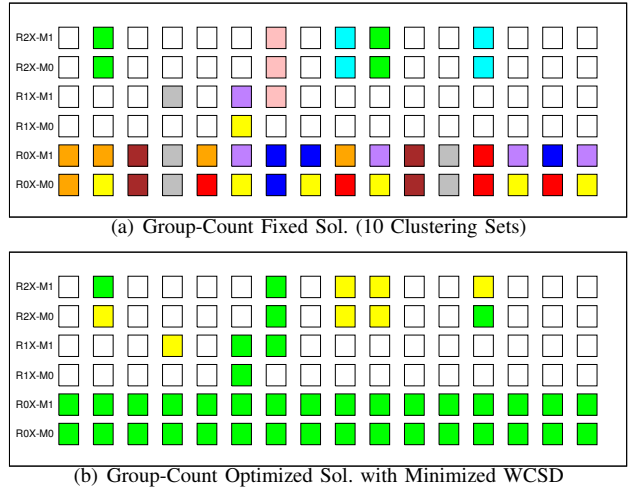 R2X-M1
R2X-M0
R1X-M1
R1X-M0
R0X-M1
R0X-M0
(a) Group-Count Fixed Sol. (10 Clustering Sets)
R2X-M1
R2X-M0
R1X-M1
R1X-M0
R0X-M1
R0X-M0
(b) Group-Count Optimized Sol. with Minimized WCSD